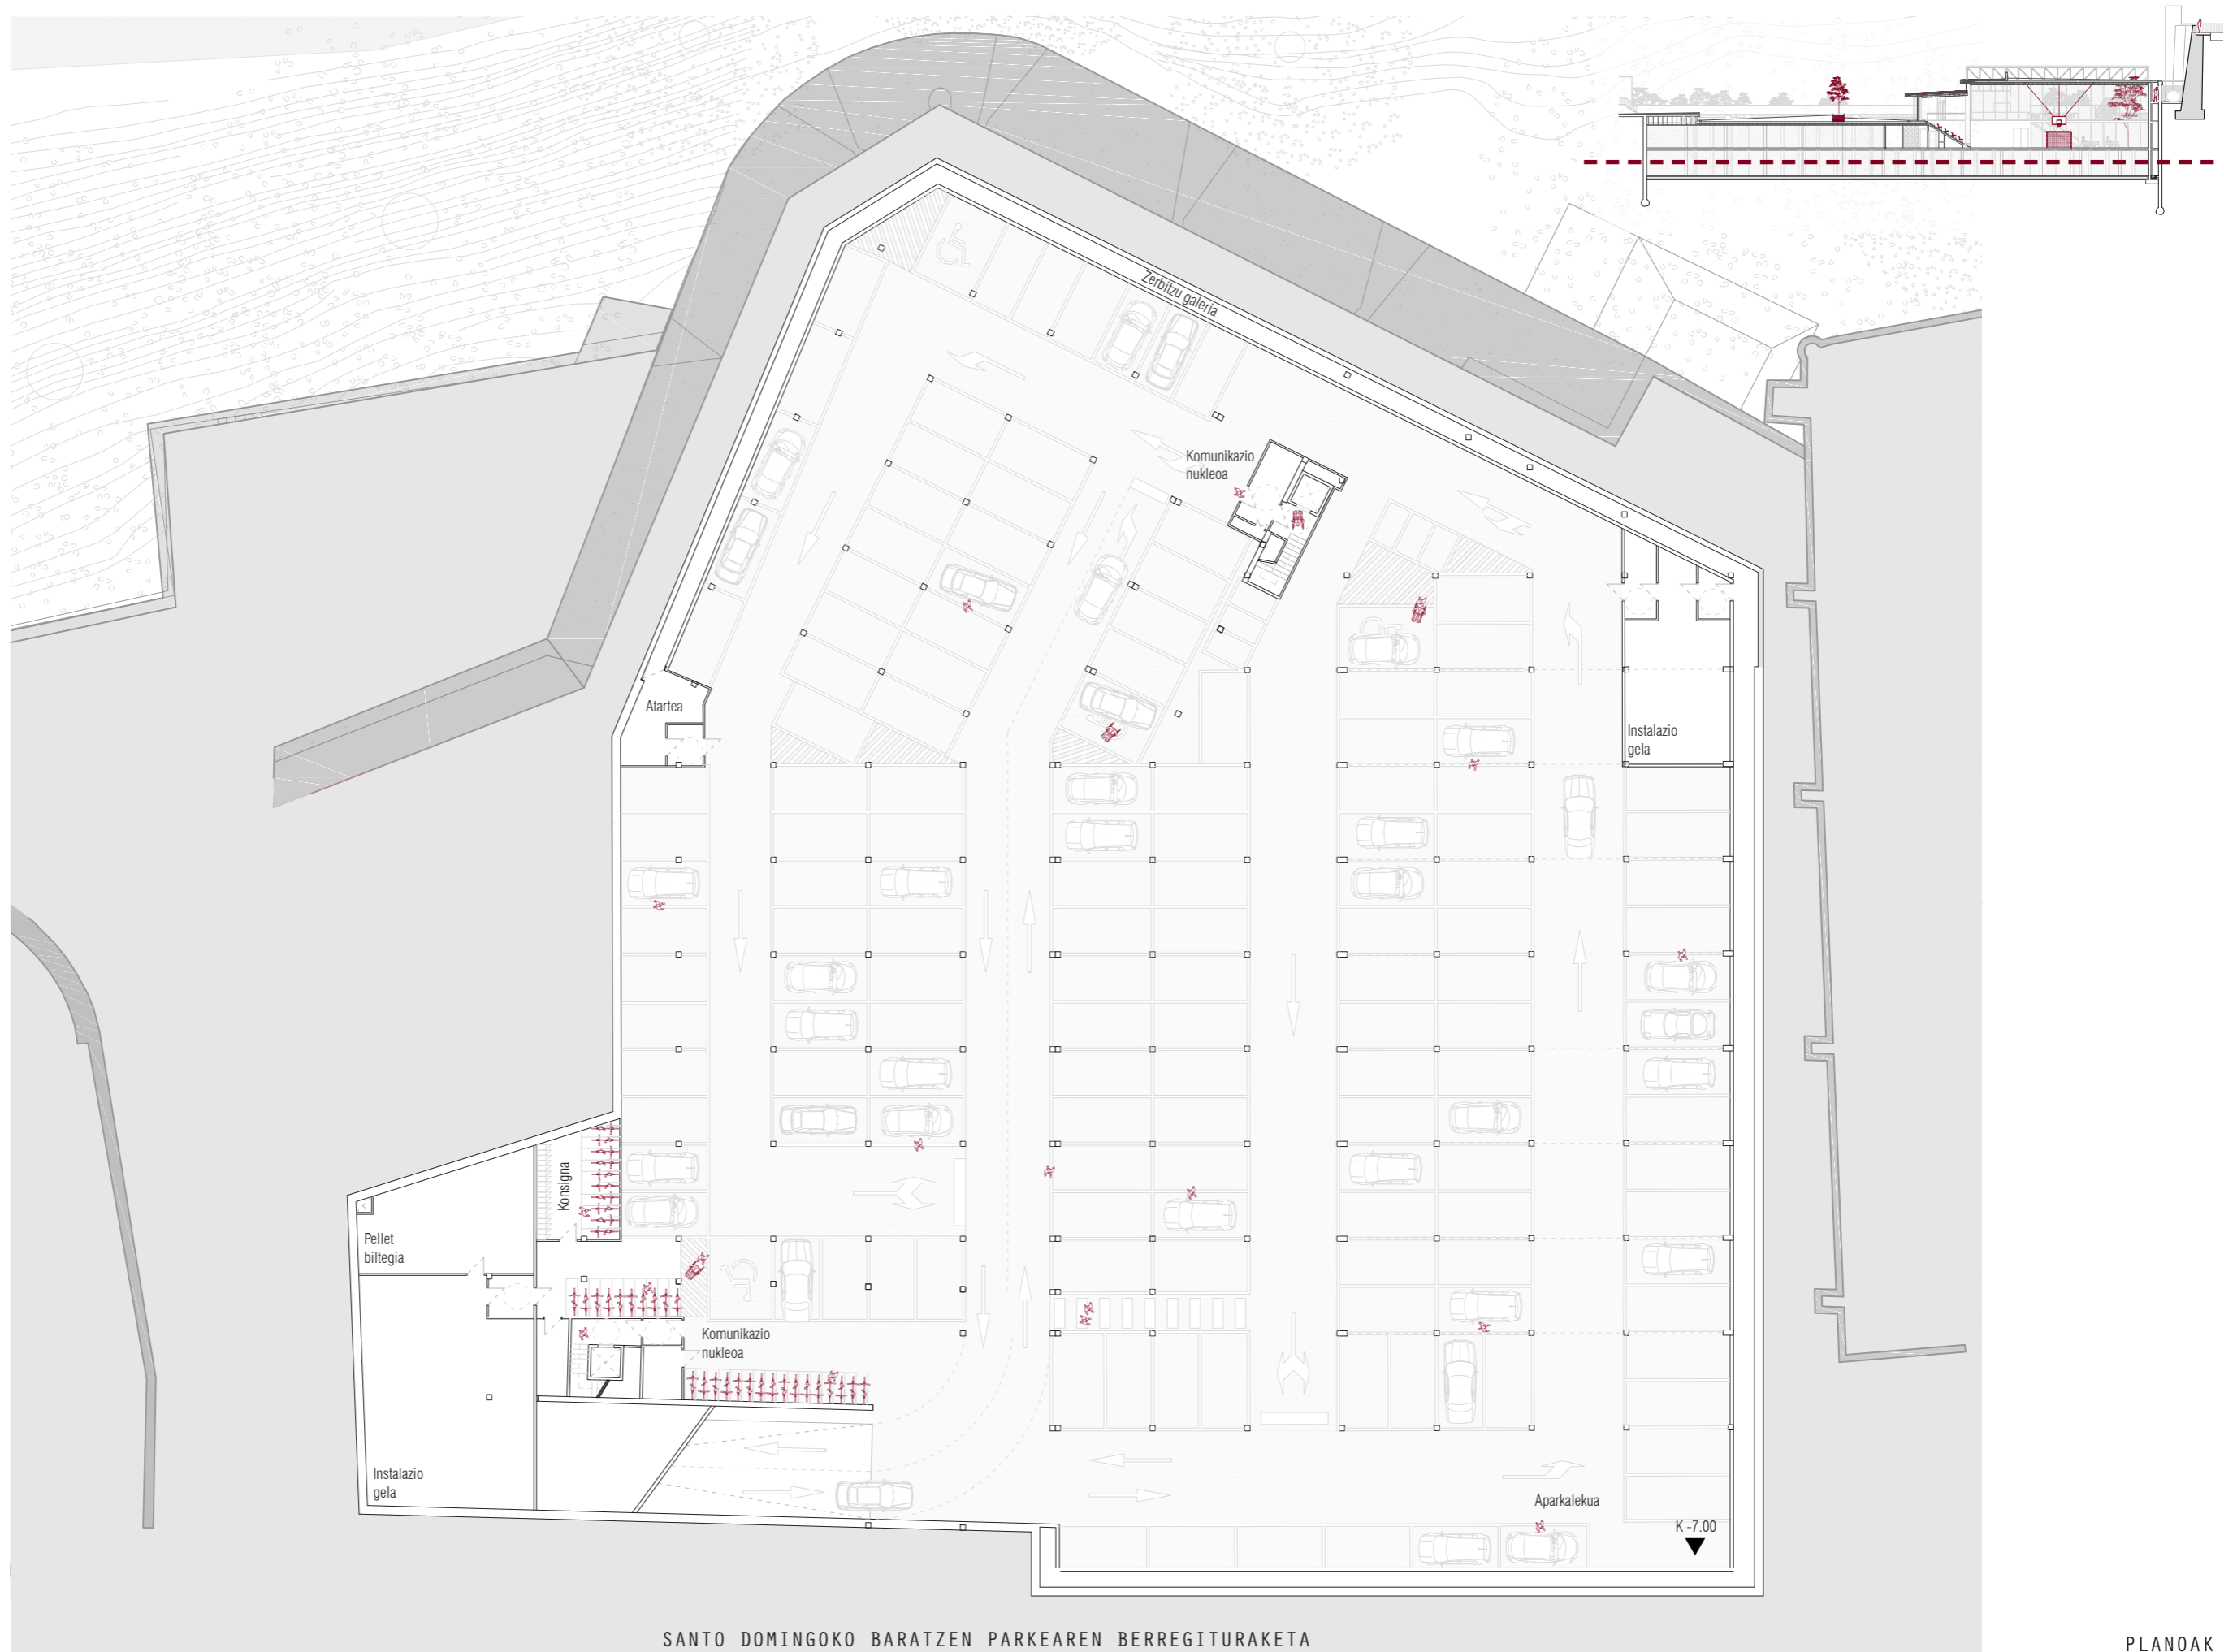 Zerbitzu galeria
Komunikazio
nukleoa
Atartea
Instalazio
gela
Konsigna
Pellet
biltegia
Komunikazio
nukleoa
Instalazio
gela
Aparkalekua
K -7.00
SANTO DOMINGOKO BARATZEN PARKEAREN BERREGITURAKETA
PLANOAK